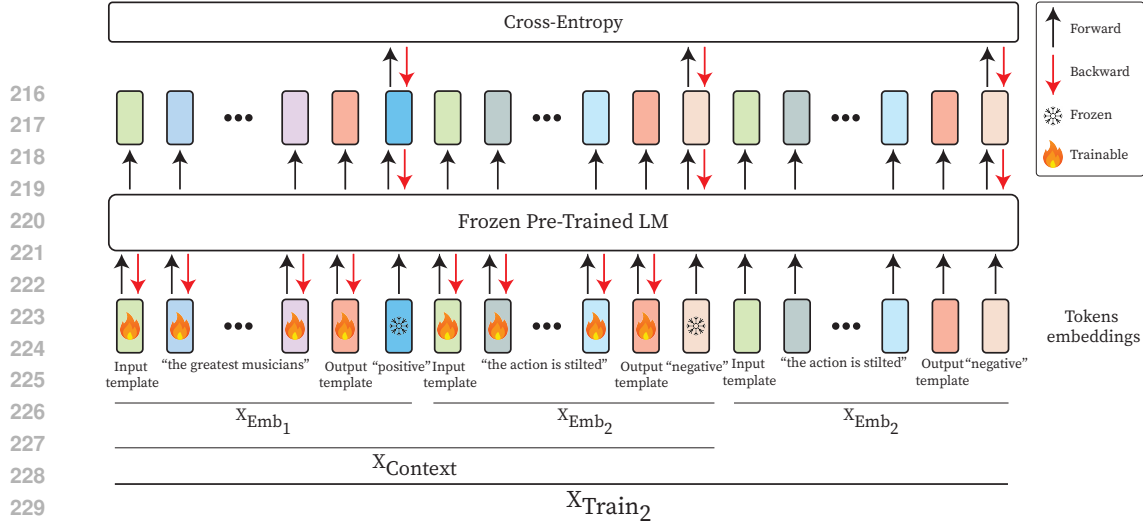 Cross-Entropy
Forward
Backward
Frozen
Trainable
216
217
218
219
220
221
222
223
224
225
226
227
228
229
Frozen Pre-Trained LM
Tokens
embeddings
Input
template
“the greatest musicians”
Output
template
“positive”
Input
template
“the action is stilted”
Output
template
“negative”
Input
template
“the action is stilted”
Output
template
“negative”
XEmb1
XEmb2
XEmb2
XContext
XTrain2